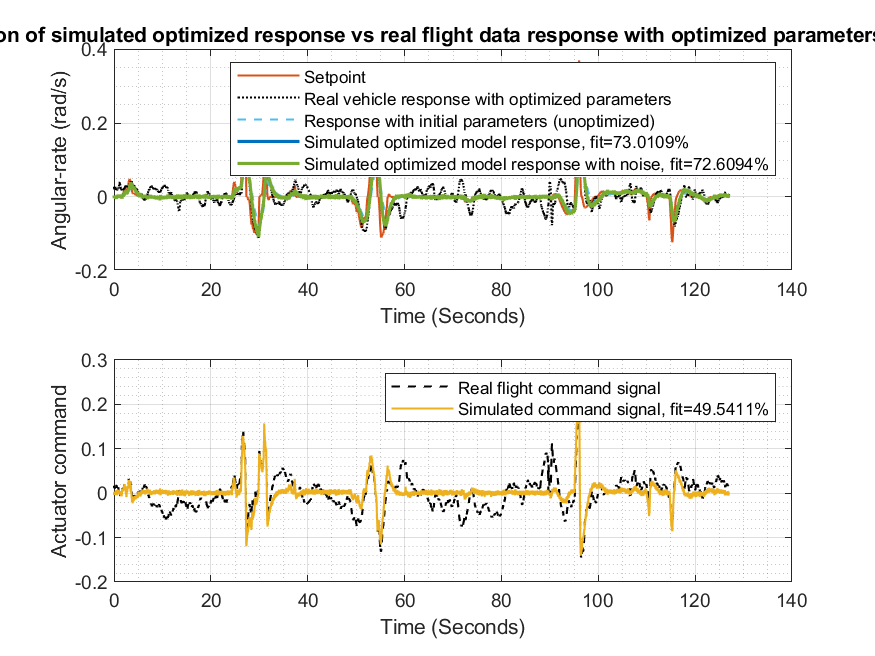 on of simulated optimized response vs real flight data response with optimized parameters
0.4
0.2
0
-0.2
Angular-rate (rad/s)
Setpoint
Real vehicle response with optimized parameters
Response with initial parameters (unoptimized)
Simulated optimized model response, fit=73.0109%
Simulated optimized model response with noise, fit=72.6094%
0 20 40 60 80 100 120 140
Time (Seconds)
0.3
0.2
0.1
0
-0.1
-0.2
Actuator command
Real flight command signal
Simulated command signal, fit=49.5411%
0 20 40 60 80 100 120 140
Time (Seconds)